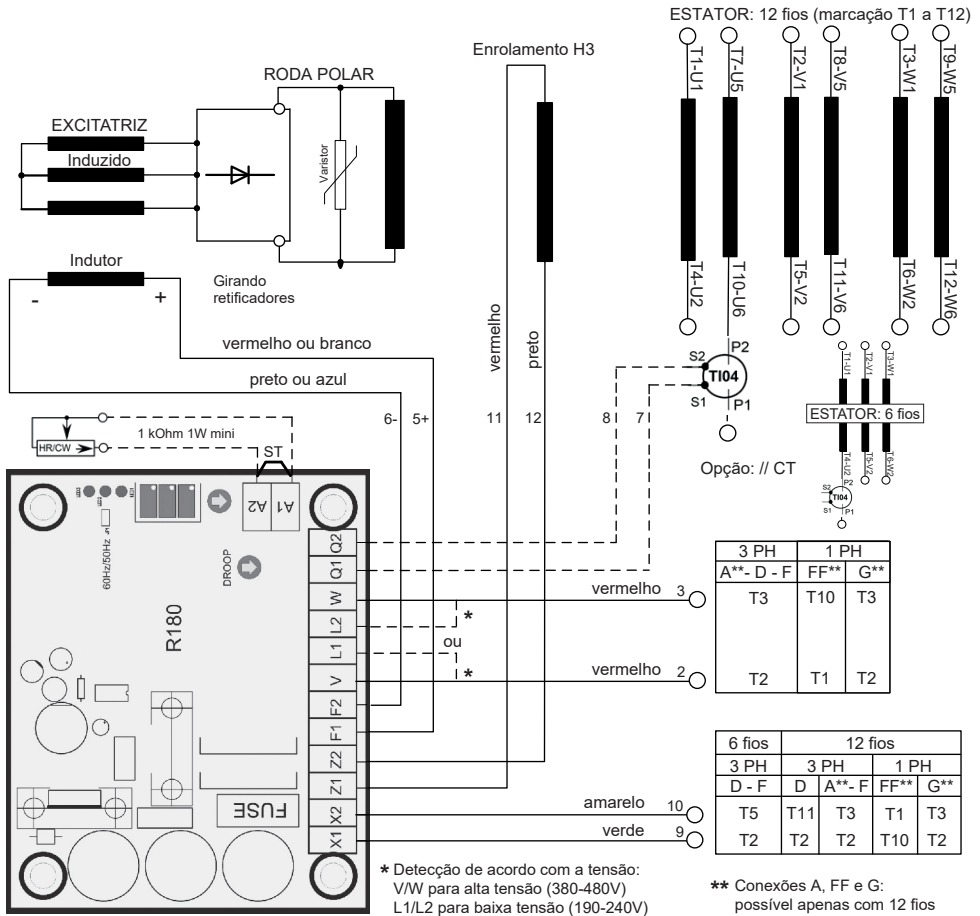 ESTATOR: 12 fios (marcação T1 a T12)
T1-U1
T7-U5
T2-V1
T8-V5
T3-W1
T9-W5
T4-U2
T10-U6
T5-V2
T11-V6
T6-W2
T12-W6
Enrolamento H3
RODA POLAR
EXCITATRIZ
Induzido
Varistor
Indutor
- +
Girando
retificadores
vermelho ou branco
preto ou azul
vermelho
preto
6- 5+ 11 12 8 7
S2 P2
TI04
S1 P1
Opção: // CT
T1-U1
T2-V1
T3-W1
ESTATOR: 6 fios
T4-U2
T5-V2
T6-W2
S2 P2
TI04
S1 P1
1 kOhm 1W mini
HR/CW
ST
A2 A1
60Hz/50Hz
DROOP
R180
FUSE
Q2
Q1
W
L2
L1
V
F2
F1
Z2
Z1
X2
X1
vermelho 3
*
ou
*
vermelho 2
amarelo 10
verde 9
3 PH 1 PH
A**- D - F FF** G**
T3 T10 T3
T2 T1 T2
6 fios 12 fios
3 PH 3 PH 1 PH
D - F D A**- F FF** G**
T5 T11 T3 T1 T3
T2 T2 T2 T10 T2
* Detecção de acordo com a tensão:
V/W para alta tensão (380-480V)
L1/L2 para baixa tensão (190-240V)
** Conexões A, FF e G:
possível apenas com 12 fios